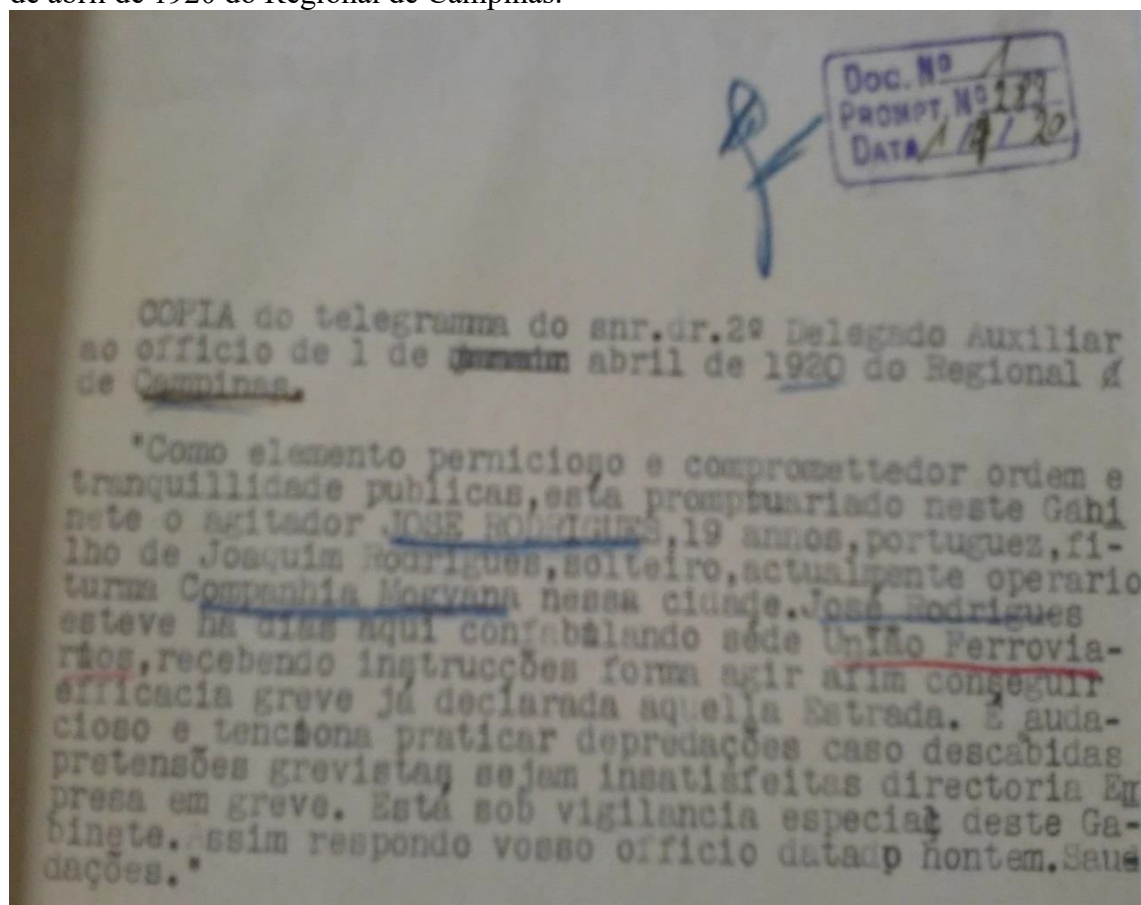 de abril de 1920 do Regional de Campinas.
DOC. Nº 1
PROMPT. Nº 289
DATA 1/4/20
COPIA do telegramma do snr.dr.2º Delegado Auxiliar
ao officio de 1 de abril de 1920 do Regional
de Campinas.
"Como elemento pernicioso e compromettedor ordem e
tranquillidade publicas,está promptuariado neste Gabi
nete o agitador JOSE RODRIGUES,19 annos,portuguez,fi-
lho de Joaquim Rodrigues,solteiro,actualmente operario
turma Companhia Mogyana nessa cidade.José Rodrigues
esteve ha dias aqui confabulando séde União Ferrovia-
rios,recebendo instrucções forma agir afim conseguir
efficacia greve já declarada aquella Estrada. É auda-
cioso e tenciona praticar depredações caso descabidas
pretensões grevistas sejam insatisfeitas directoria Em
presa em greve. Está sob vigilancia especial deste Ga-
binete. Assim respondo vosso officio datado hontem.Sau
dações."